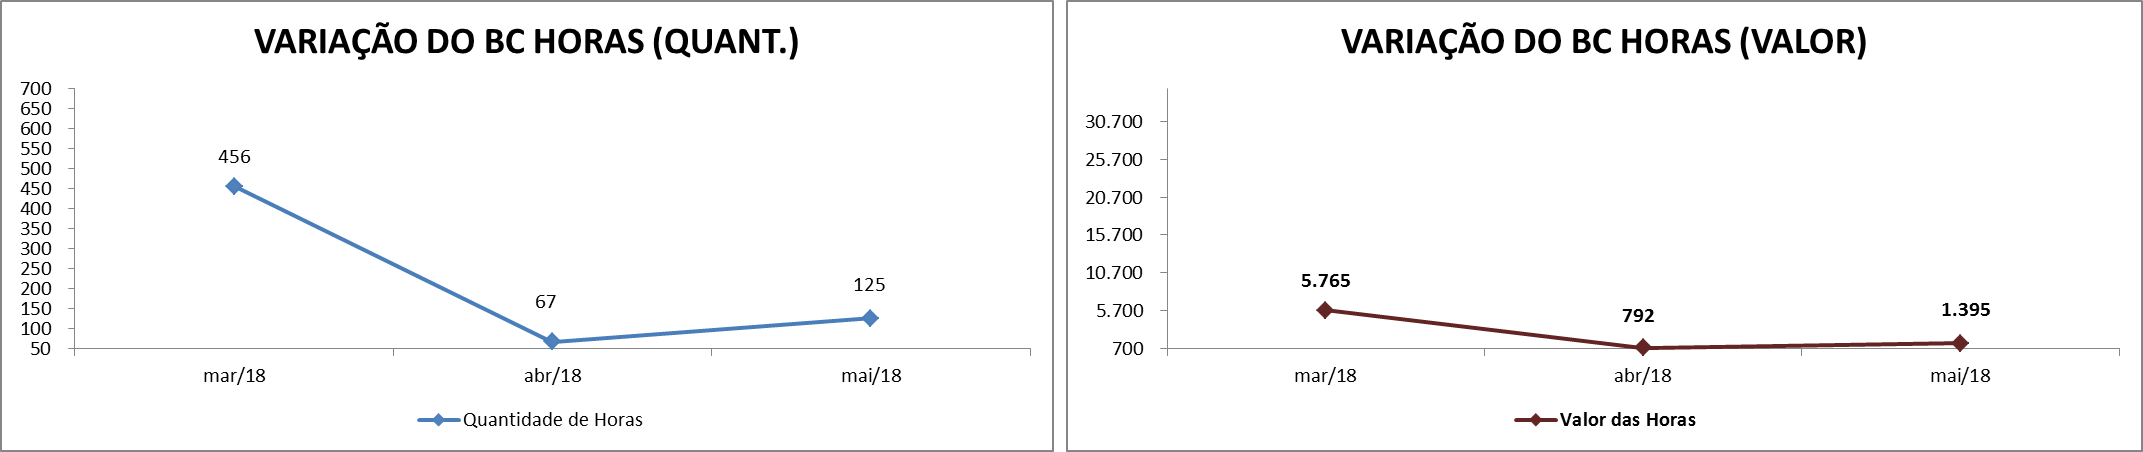 VARIAÇÃO DO BC HORAS (QUANT.)
700
650
600
550
500
450
400
350
300
250
200
150
100
50
456
67
125
mar/18
abr/18
mai/18
Quantidade de Horas
VARIAÇÃO DO BC HORAS (VALOR)
30.700
25.700
20.700
15.700
10.700
5.700
700
5.765
792
1.395
mar/18
abr/18
mai/18
Valor das Horas